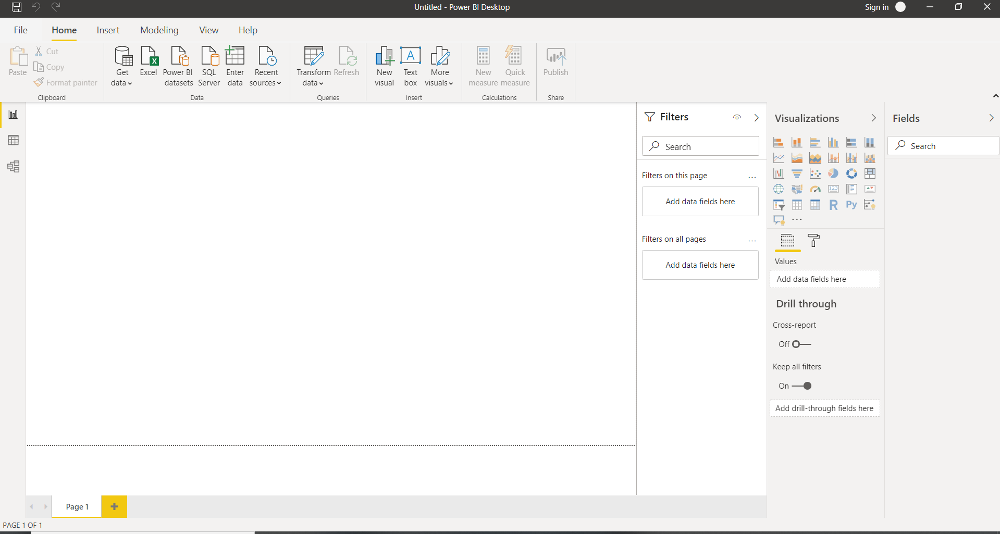 Untitled - Power BI Desktop
Sign in
File Home Insert Modeling View Help
Paste
Cut
Copy
Format painter
Clipboard
Get
data
Excel
Power BI
datasets
SQL
Server
Enter
data
Recent
sources
Data
Transform
data
Refresh
Queries
New
visual
A
Text
box
More
visuals
Insert
New
measure
Quick
measure
Calculations
Publish
Share
Filters
Search
Filters on this page
...
Add data fields here
Filters on all pages
...
Add data fields here
Visualizations
123
R
Py
...
Values
Add data fields here
Drill through
Cross-report
Off
Keep all filters
On
Add drill-through fields here
Fields
Search
Page 1
PAGE 1 OF 1